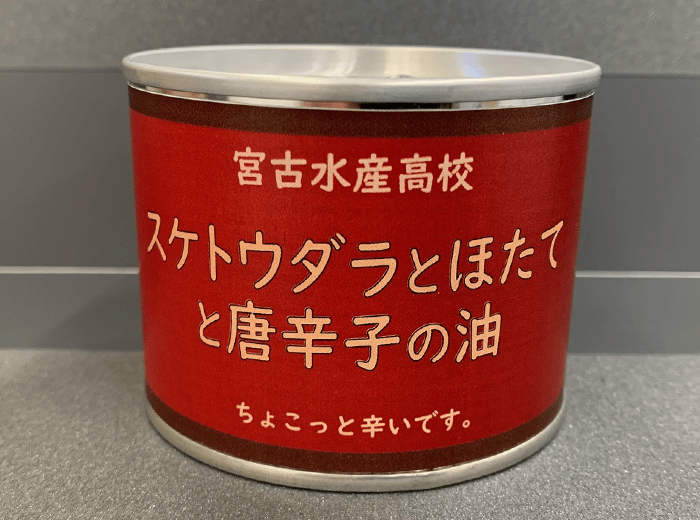 宮古水産高校
スケトウダラとほたて
と唐辛子の油
ちょこっと辛いです。